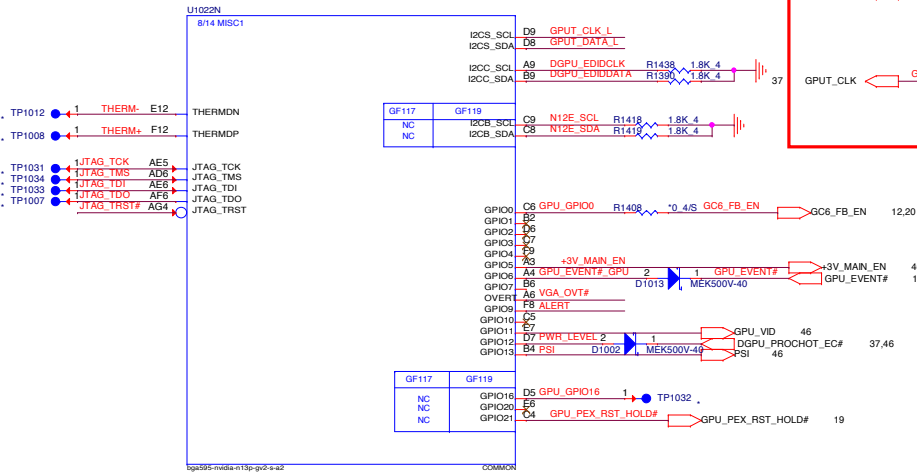 U1022N
8/14 MISC1
I2CS_SCL D9 GPUT_CLK_L
I2CS_SDA D8 GPUT_DATA_L
I2CC_SCL A9 DGPU_EDIDCLK R1438 1.8K_4
I2CC_SDA B9 DGPU_EDIDDATA R1390 1.8K_4
37 GPUT_CLK
GF117 GF119
NC
NC
I2CB_SCL C9 N12E_SCL R1418 1.8K_4
I2CB_SDA C8 N12E_SDA R1419 1.8K_4
TP1012 1 THERM- E12 THERMDN
TP1008 1 THERM+ F12 THERMDP
TP1031 1 JTAG_TCK AE5 JTAG_TCK
TP1034 1 JTAG_TMS AD6 JTAG_TMS
TP1033 1 JTAG_TDI AE6 JTAG_TDI
TP1007 1 JTAG_TDO AF6 JTAG_TDO
JTAG_TRST# AG4 JTAG_TRST
GPIO0 C6 GPU_GPIO0 R1408 *0_4/S GC6_FB_EN GC6_FB_EN 12,20
GPIO1 B2
GPIO2 D6
GPIO3 C7
GPIO4 F9
GPIO5 A3 +3V_MAIN_EN +3V_MAIN_EN
GPIO6 A4 GPU_EVENT#_GPU 2 D1013 MEK500V-40 1 GPU_EVENT# GPU_EVENT#
GPIO7 B6
OVERT A6 VGA_OVT#
GPIO9 F8 ALERT
GPIO10 C5
GPIO11 E7 GPU_VID 46
GPIO12 D7 PWR_LEVEL 2 D1002 MEK500V-40 1 DGPU_PROCHOT_EC# 37,46
GPIO13 B4 PSI PSI 46
GF117 GF119
NC
NC
NC
GPIO16 D5 GPU_GPIO16 1 TP1032
GPIO20 E6
GPIO21 C4 GPU_PEX_RST_HOLD# GPU_PEX_RST_HOLD# 19
bga595-nvidia-n13p-gv2-s-a2
COMMON